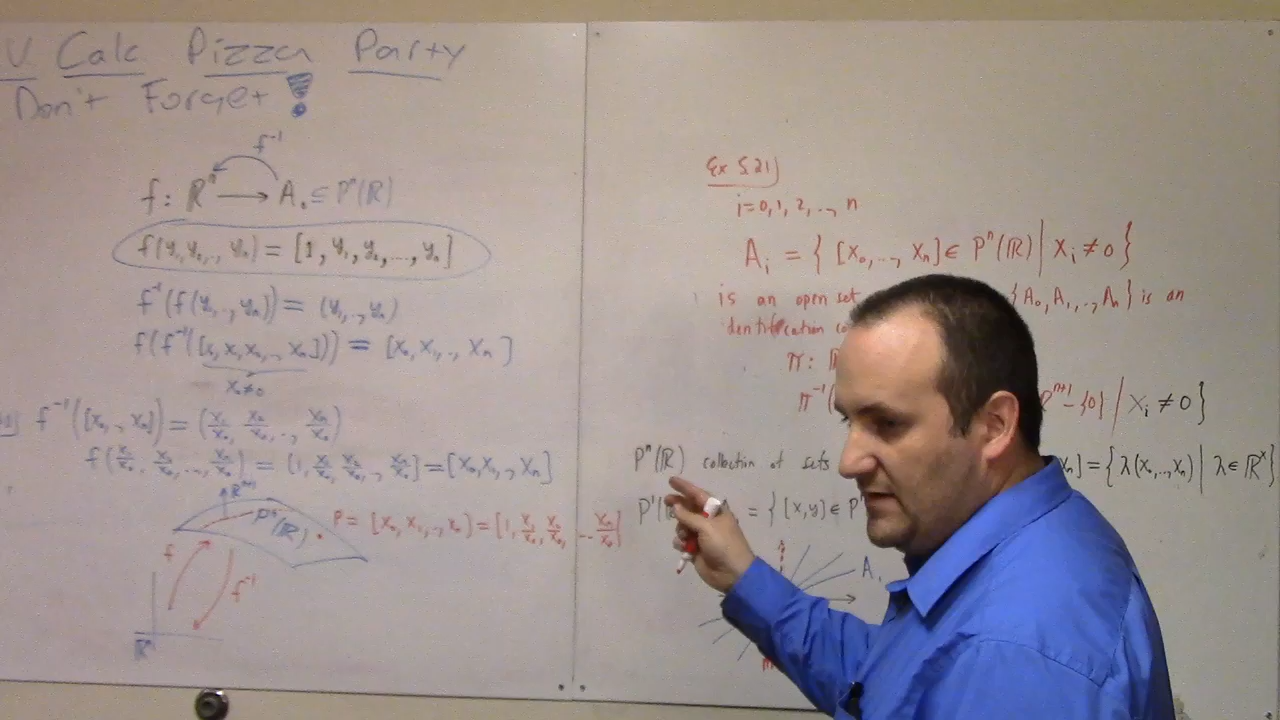 V Calc Pizza Party
Don't Forget!
f⁻¹
f: Rⁿ → A₀ ⊆ Pⁿ(R)
f(y₁, y₂, .., yₙ) = [1, y₁, y₂, ..., yₙ]
f⁻¹(f(y₁, .., yₙ)) = (y₁, .., yₙ)
f(f⁻¹([x₀, x₁, x₂, .., xₙ])) = [x₀, x₁, .., xₙ]
x₀ ≠ 0
f⁻¹([x₀, .., xₙ]) = (x₁/x₀, x₂/x₀, .., xₙ/x₀)
f(x₁/x₀, x₂/x₀, ..., xₙ/x₀) = [1, x₁/x₀, x₂/x₀, .., xₙ/x₀] = [x₀, x₁, .., xₙ]
Rⁿ⁺¹
Pⁿ(R)
P = [x₀, x₁, .., xₙ] = [1, x₁/x₀, x₂/x₀, -- xₙ/x₀]
f
f⁻¹
Rⁿ
Ex 5.21)
i = 0, 1, 2, .., n
Aᵢ = { [x₀, .., xₙ] ∈ Pⁿ(R) | xᵢ ≠ 0 }
is an open set {A₀, A₁, .., Aₙ} is an
identification
π:
π⁻¹( Rⁿ⁺¹ - {0} | xᵢ ≠ 0 }
Pⁿ(R) collection of sets xₙ] = { λ(x₀, .., xₙ) | λ ∈ Rˣ }
P¹(R) = { [x, y] ∈ P¹
A₁